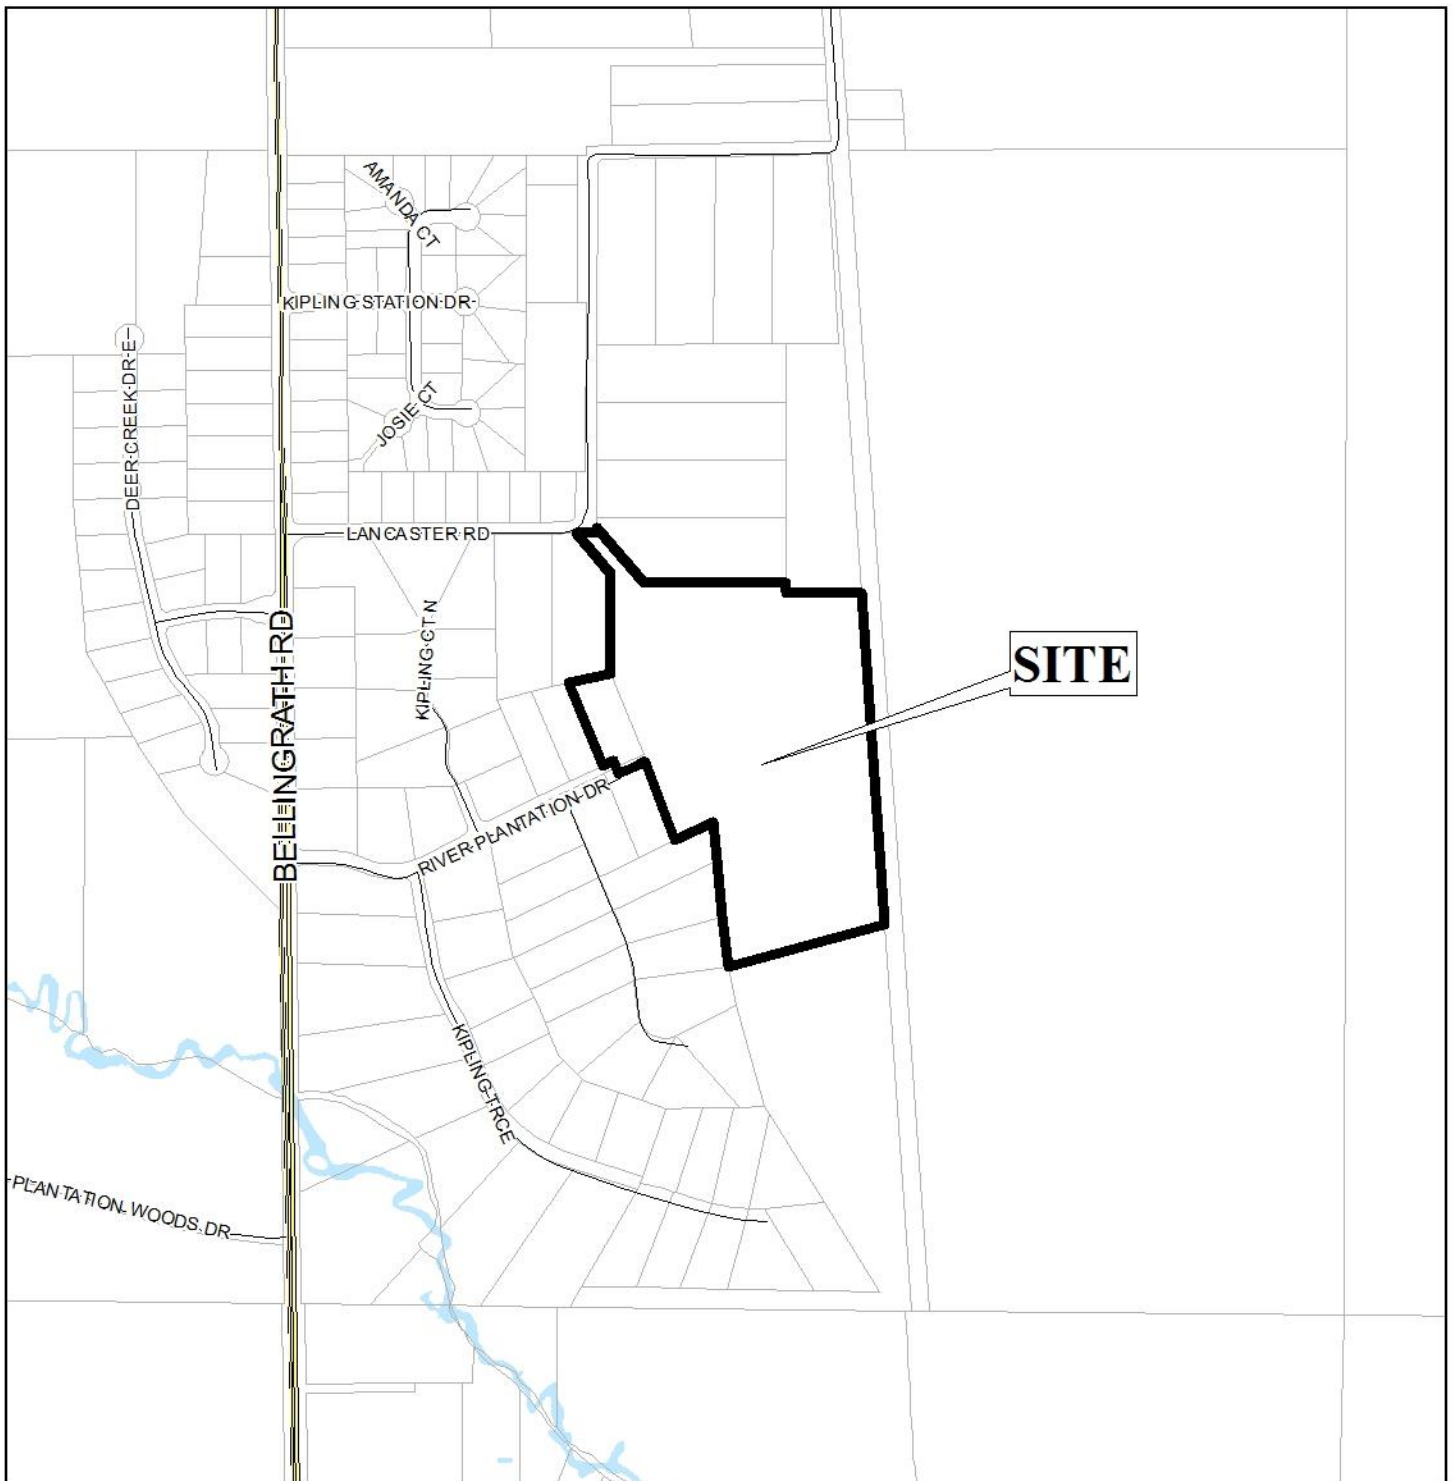 AMANDA CT
KIPLING STATION DR
DEER CREEK DR E
JOSIE CT
LANCASTER RD
KIPLING CT N
BELLINGRATH RD
SITE
RIVER PLANTATION DR
KIPLING TRCE
PLANTATION WOODS DR